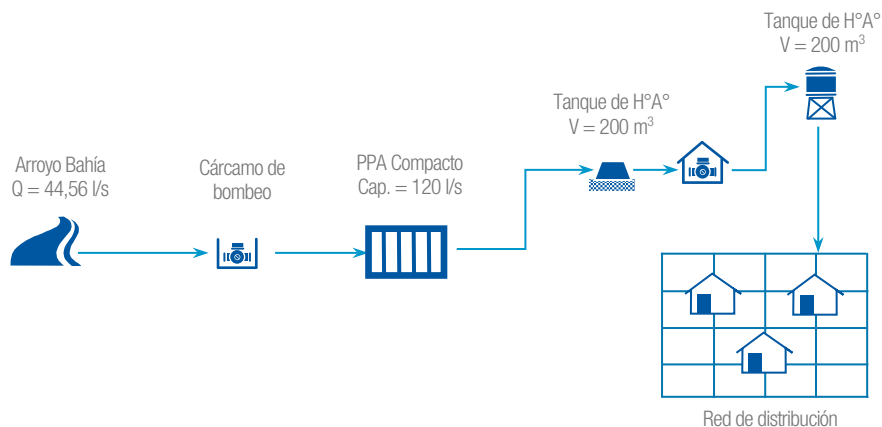 Arroyo Bahía
Q = 44,56 l/s
Cárcamo de
bombeo
PPA Compacto
Cap. = 120 l/s
Tanque de H°A°
V = 200 m³
Tanque de H°A°
V = 200 m³
Red de distribución